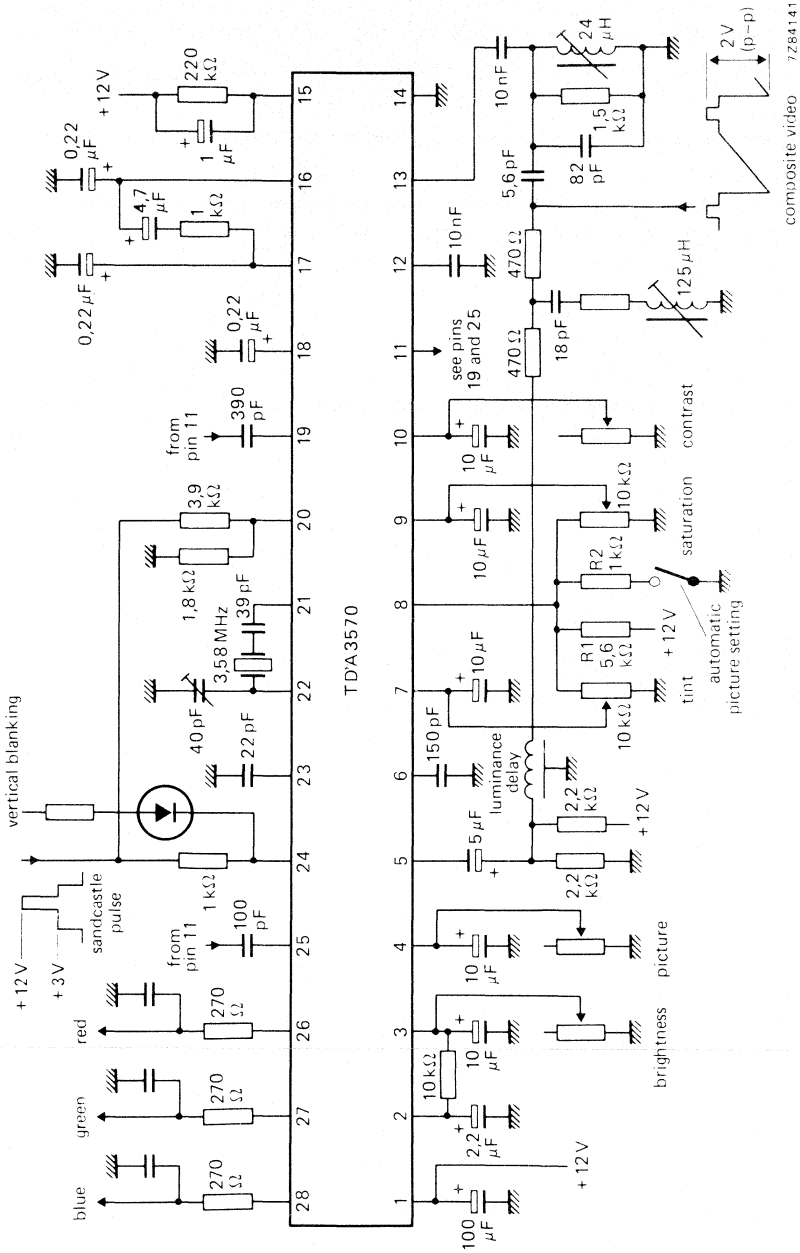 +12V
+3V
sandcastle
pulse
vertical blanking
blue
green
red
270
Ω
270
Ω
270
Ω
from
pin 11
100
pF
1 kΩ
22 pF
40 pF
3,58 MHz
39 pF
1,8 kΩ
3,9
kΩ
from
pin 11
390
pF
0,22
µF
+
0,22 µF
+
4,7
µF
+
1
kΩ
0,22
µF
+
+12V
220
kΩ
+
1
µF
28
27
26
25
24
23
22
21
20
19
18
17
16
15
TDA3570
1
2
3
4
5
6
7
8
9
10
11
12
13
14
100
µF
+
+12V
2,2
µF
+
10 kΩ
10
µF
+
brightness
10
µF
+
picture
5 µF
+
2,2
kΩ
2,2
kΩ
+12V
150 pF
luminance
delay
10 µF
+
10 kΩ
tint
R1
5,6
kΩ
+12V
R2
1 kΩ
automatic
picture setting
10 µF
+
10 kΩ
saturation
10
µF
+
contrast
see pins
19 and 25
470 Ω
470 Ω
18 pF
125 µH
10 nF
5,6 pF
82
pF
1,5
kΩ
10 nF
24
µH
2 V
(p-p)
composite video
7Z84141